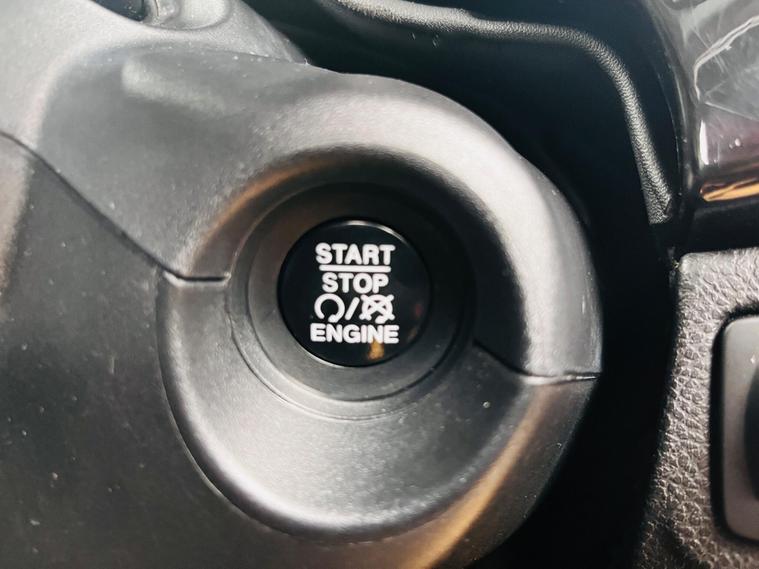 START
STOP
/
ENGINE